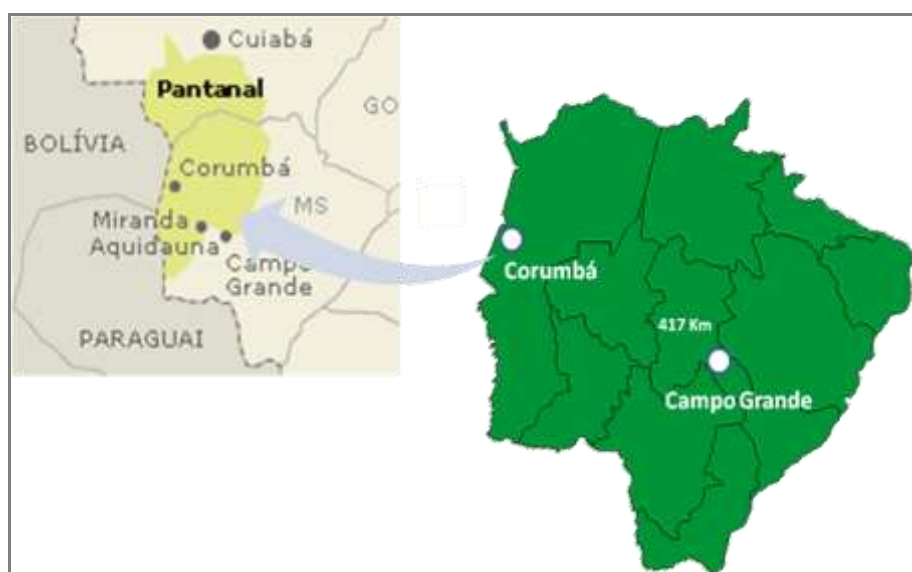 Cuiabá
Pantanal
GO
BOLÍVIA
Corumbá
MS
Miranda
Aquidauna
Campo
Grande
PARAGUAI
Corumbá
417 Km
Campo Grande